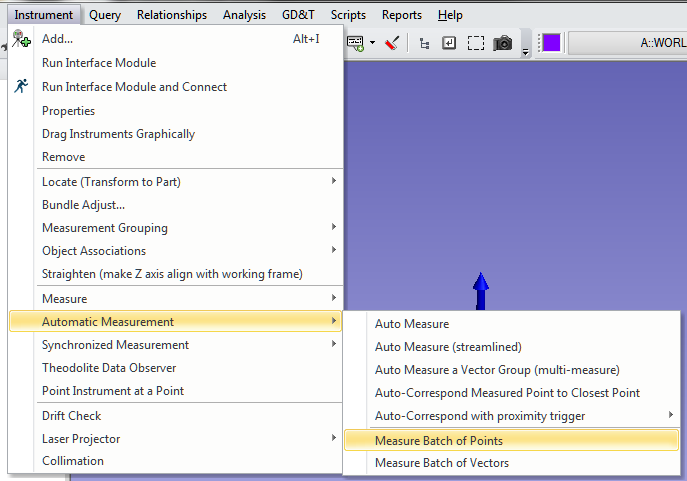 Instrument Query Relationships Analysis GD&T Scripts Reports Help
Add... Alt+I
Run Interface Module
Run Interface Module and Connect
Properties
Drag Instruments Graphically
Remove
Locate (Transform to Part)
Bundle Adjust...
Measurement Grouping
Object Associations
Straighten (make Z axis align with working frame)
Measure
Automatic Measurement
Synchronized Measurement
Theodolite Data Observer
Point Instrument at a Point
Drift Check
Laser Projector
Collimation
A::WORL
Auto Measure
Auto Measure (streamlined)
Auto Measure a Vector Group (multi-measure)
Auto-Correspond Measured Point to Closest Point
Auto-Correspond with proximity trigger
Measure Batch of Points
Measure Batch of Vectors